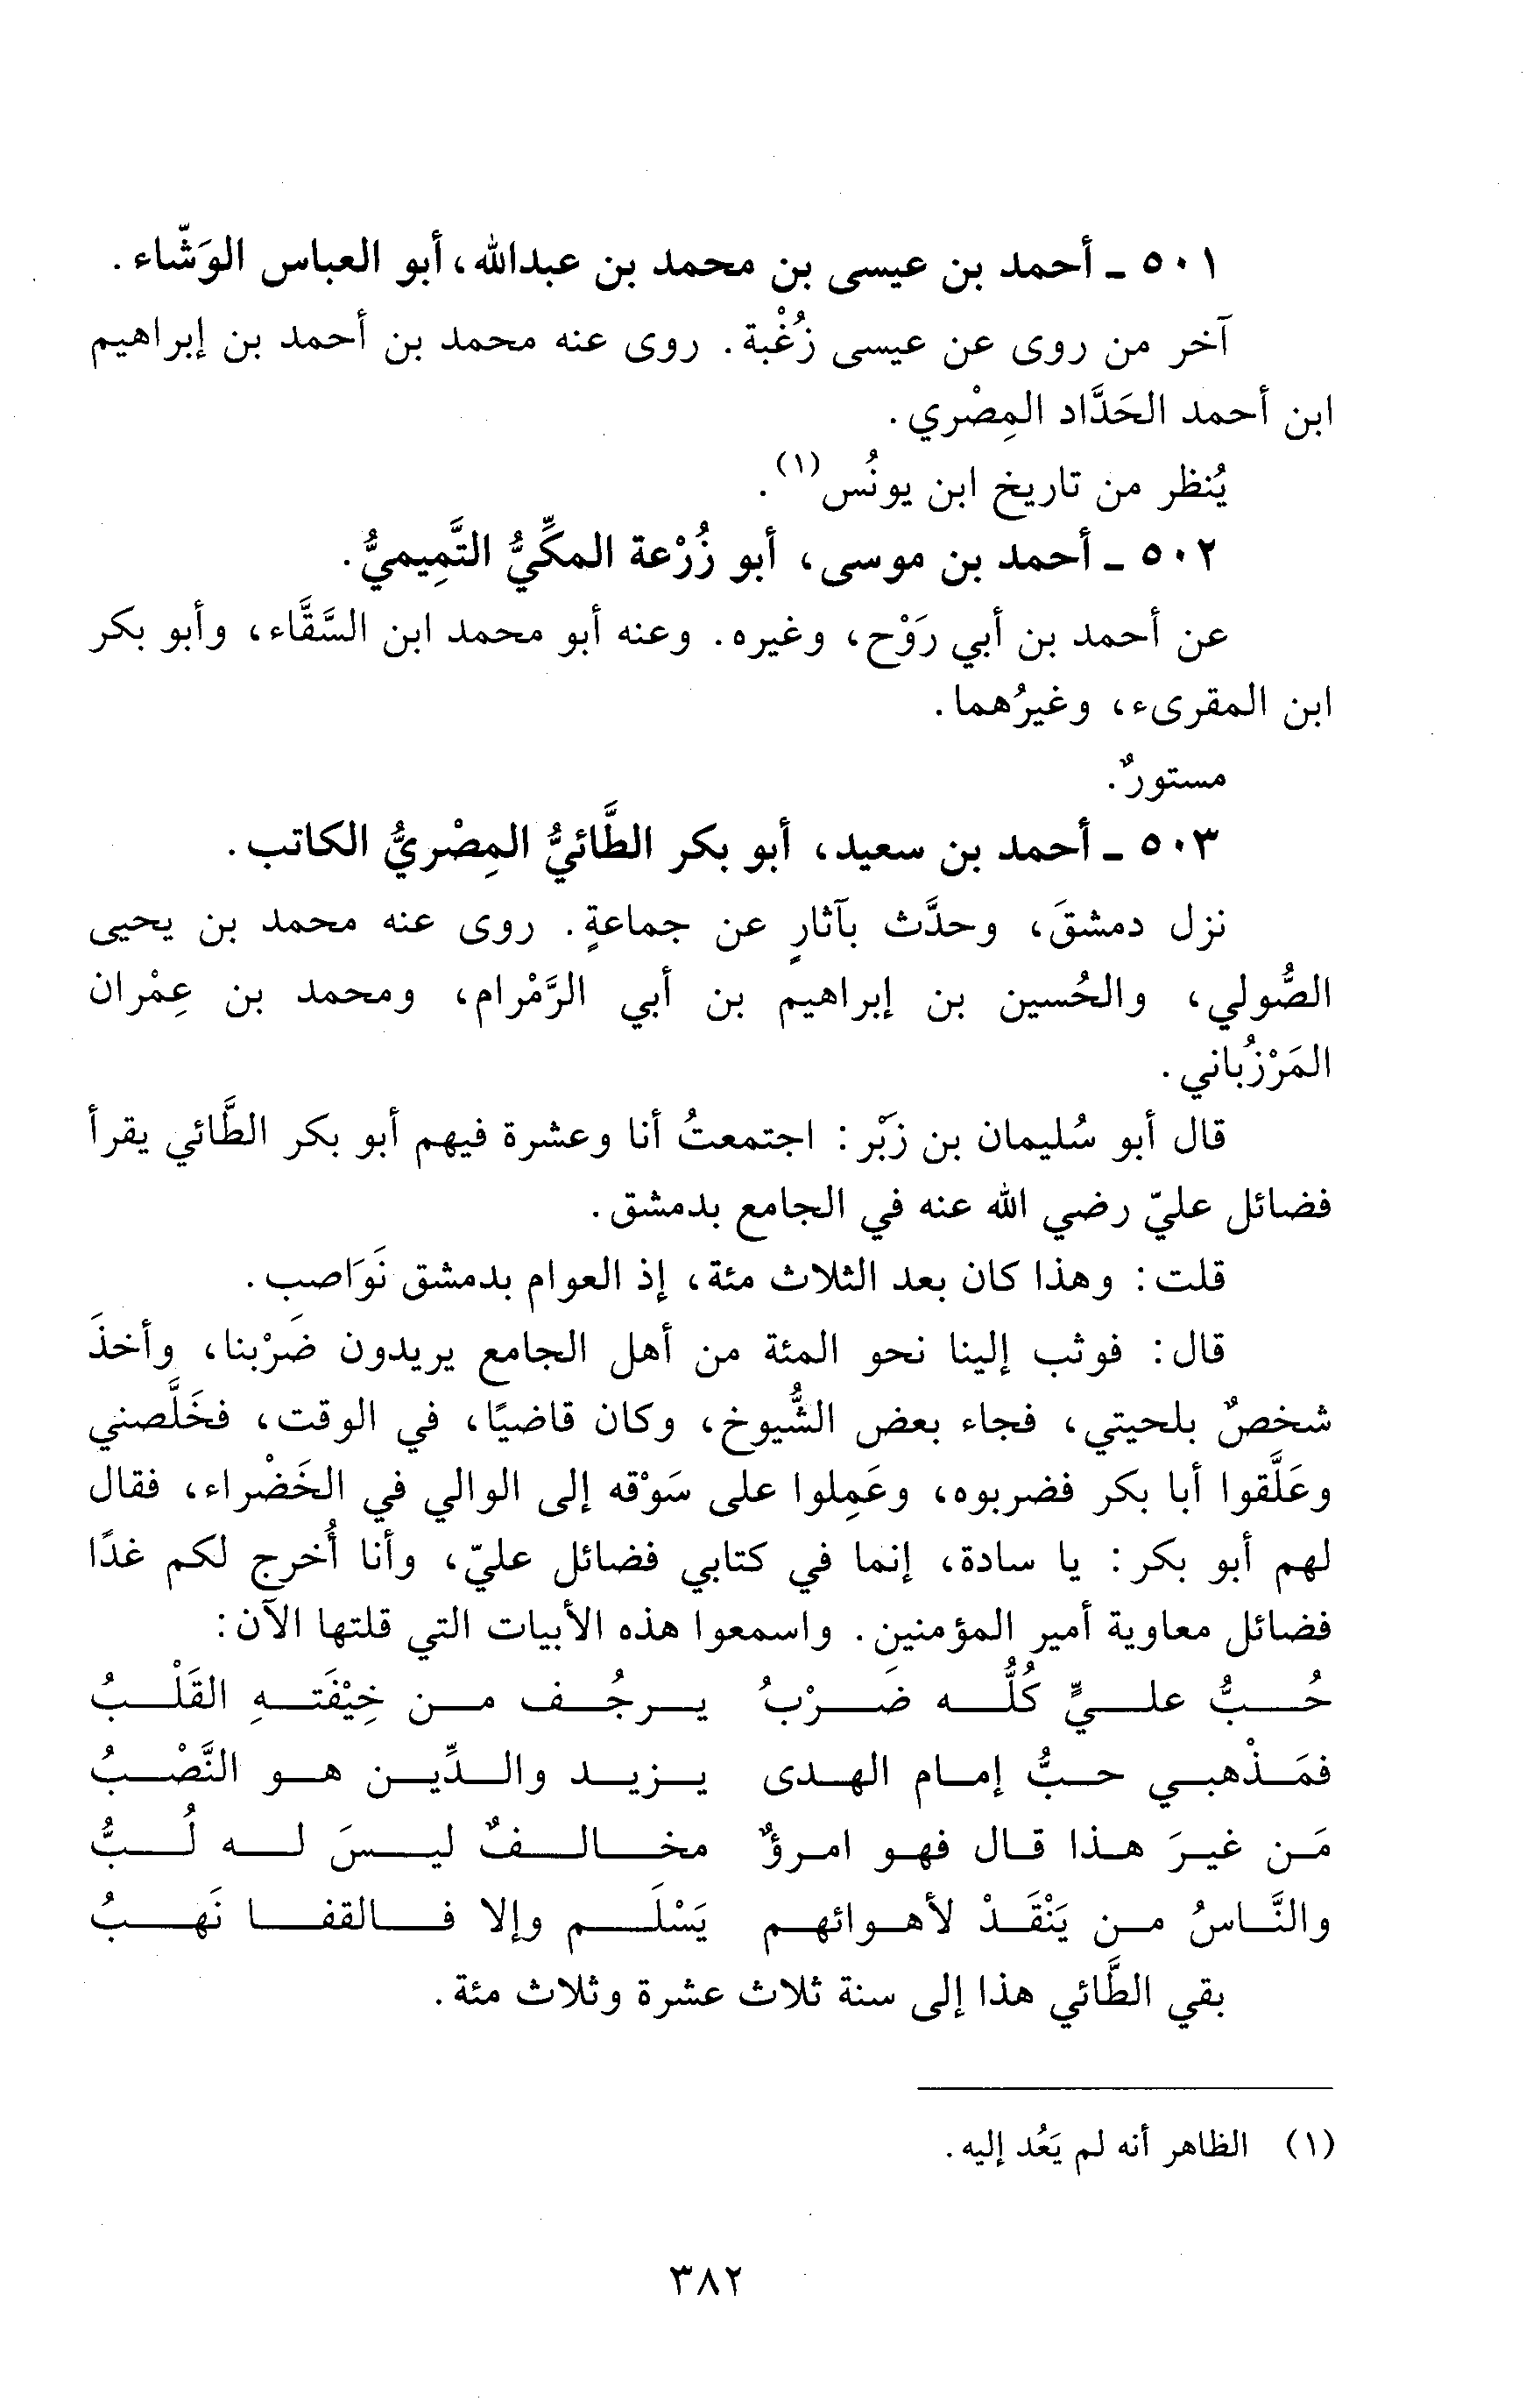 ٥٠١ ـ أحمد بن عيسى بن محمد بن عبدالله، أبو العباس الوَشّاء.
آخر من روى عن عيسى زُغْبة. روى عنه محمد بن أحمد بن إبراهيم
ابن أحمد الحَدَّاد المِصْري.
يُنظر من تاريخ ابن يونُس(١).
٥٠٢ ـ أحمد بن موسى، أبو زُرْعة المكِّيُّ التَّمِيميُّ.
عن أحمد بن أبي رَوْح، وغيره. وعنه أبو محمد ابن السَّقَّاء، وأبو بكر
ابن المقرىء، وغيرُهما.
مستورٌ.
٥٠٣ ـ أحمد بن سعيد، أبو بكر الطَّائيُّ المِصْريُّ الكاتب.
نزل دمشقَ، وحدَّث بآثارٍ عن جماعةٍ. روى عنه محمد بن يحيى
الصُّولي، والحُسين بن إبراهيم بن أبي الرَّمْرام، ومحمد بن عِمْران
المَرْزُباني.
قال أبو سُليمان بن زَبْر: اجتمعتُ أنا وعشرة فيهم أبو بكر الطَّائي يقرأ
فضائل عليّ رضي الله عنه في الجامع بدمشق.
قلت: وهذا كان بعد الثلاث مئة، إذ العوام بدمشق نَوَاصب.
قال: فوثب إلينا نحو المئة من أهل الجامع يريدون ضَرْبنا، وأخذَ
شخصٌ بلحيتي، فجاء بعض الشُّيوخ، وكان قاضيًا، في الوقت، فخَلَّصني
وعَلَّقوا أبا بكر فضربوه، وعَمِلوا على سَوْقه إلى الوالي في الخَضْراء، فقال
لهم أبو بكر: يا سادة، إنما في كتابي فضائل عليّ، وأنا أُخرج لكم غدًا
فضائل معاوية أمير المؤمنين. واسمعوا هذه الأبيات التي قلتها الآن:
حُبُّ عليٍّ كُلُّه ضَرْبُ يرجُف من خِيْفَتهِ القَلْبُ
فمَذْهبي حبُّ إمام الهدى يزيد والدِّين هو النَّصْبُ
مَن غيرَ هذا قال فهو امرؤٌ مخالفٌ ليسَ له لُبُّ
والنَّاسُ من يَنْقَدْ لأهوائهم يَسْلَم وإلا فالقفا نَهبُ
بقي الطَّائي هذا إلى سنة ثلاث عشرة وثلاث مئة.
(١) الظاهر أنه لم يَعُد إليه.
٣٨٢